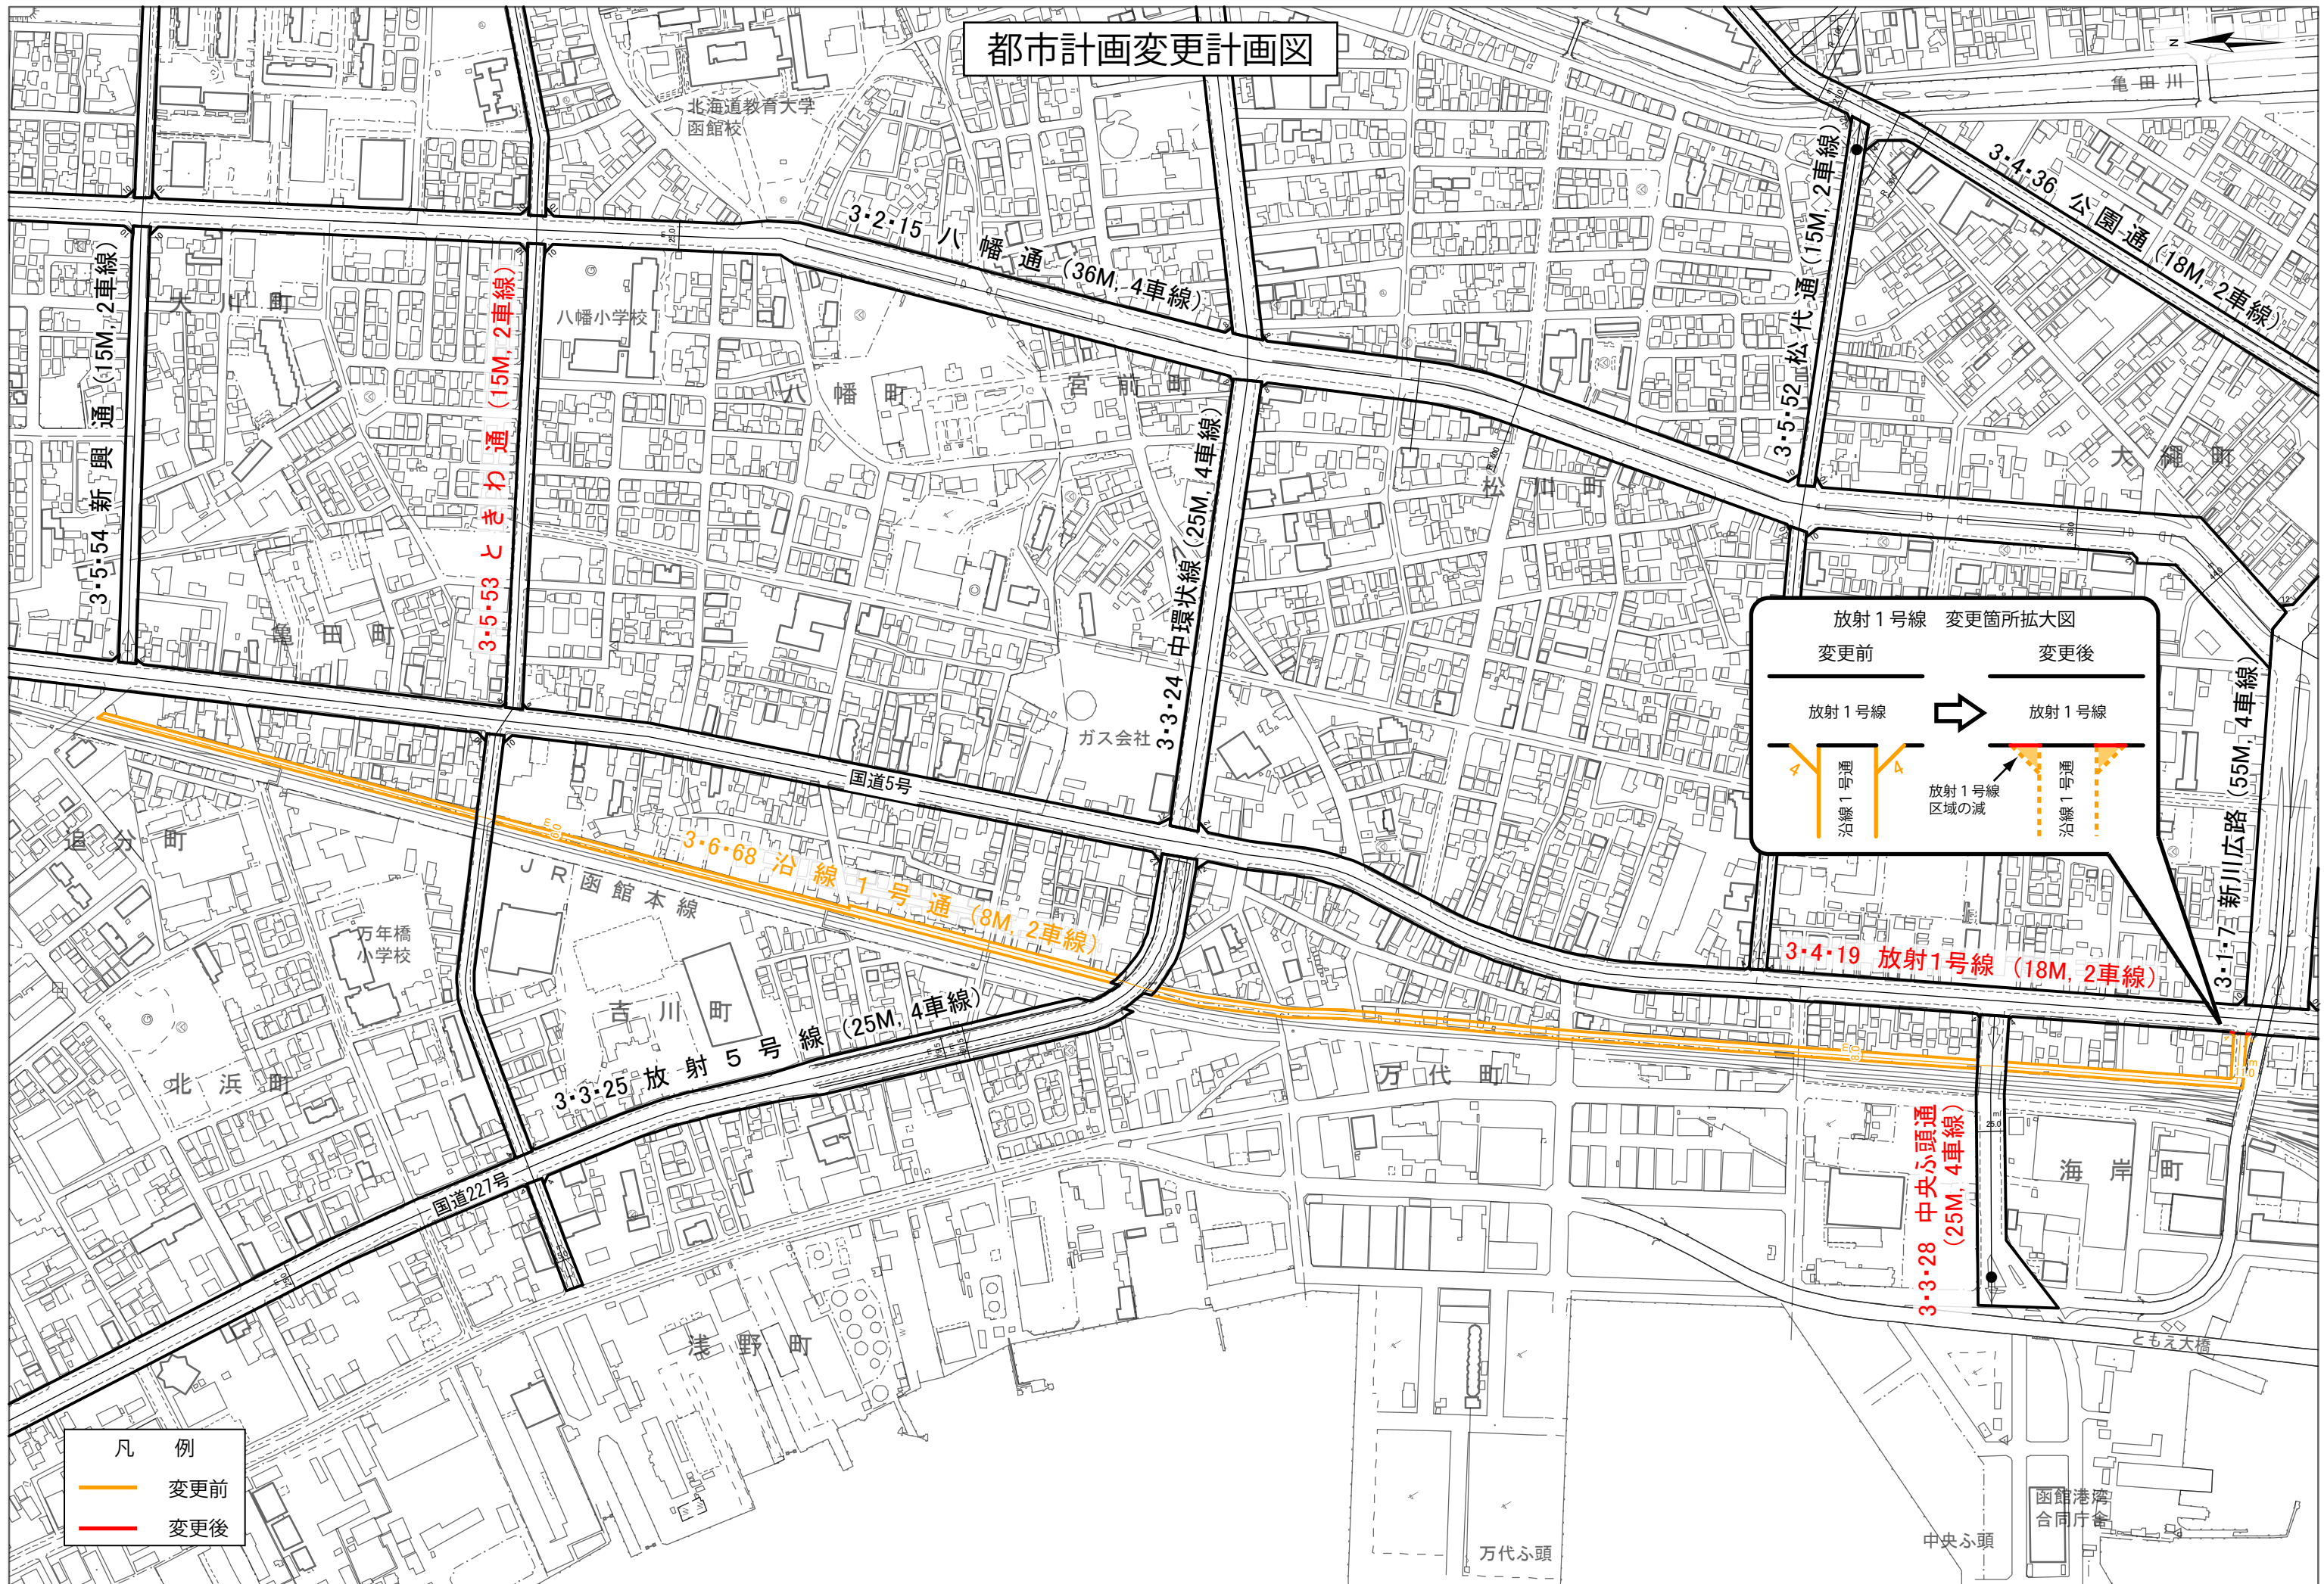 都市計画変更計画図
N
亀田川
北海道教育大学
函館校
3・4・36 公園通（18M, 2車線）
3・2・15 八幡通（36M, 4車線）
3・5・52 松代通（15M, 2車線）
3・5・54 新興通（15M, 2車線）
3・5・53 ときわ通（15M, 2車線）
大川町
八幡小学校
八幡町
宮前町
松川町
大縄町
亀田町
3・3・24 中環状線（25M, 4車線）
ガス会社
国道5号
放射１号線　変更箇所拡大図
変更前
変更後
放射１号線
放射１号線
4
4
沿線１号通
沿線１号通
放射１号線
区域の減
3・1・7 新川広路（55M, 4車線）
追分町
3・6・68 沿線１号通（8M, 2車線）
ＪＲ函館本線
万年橋
小学校
3・4・19 放射1号線（18M, 2車線）
吉川町
3・3・25 放射５号線（25M, 4車線）
北浜町
万代町
3・3・28 中央ふ頭通
（25M, 4車線）
25.0
海岸町
国道227号
浅野町
ともえ大橋
凡　例
変更前
変更後
万代ふ頭
中央ふ頭
函館港湾
合同庁舎